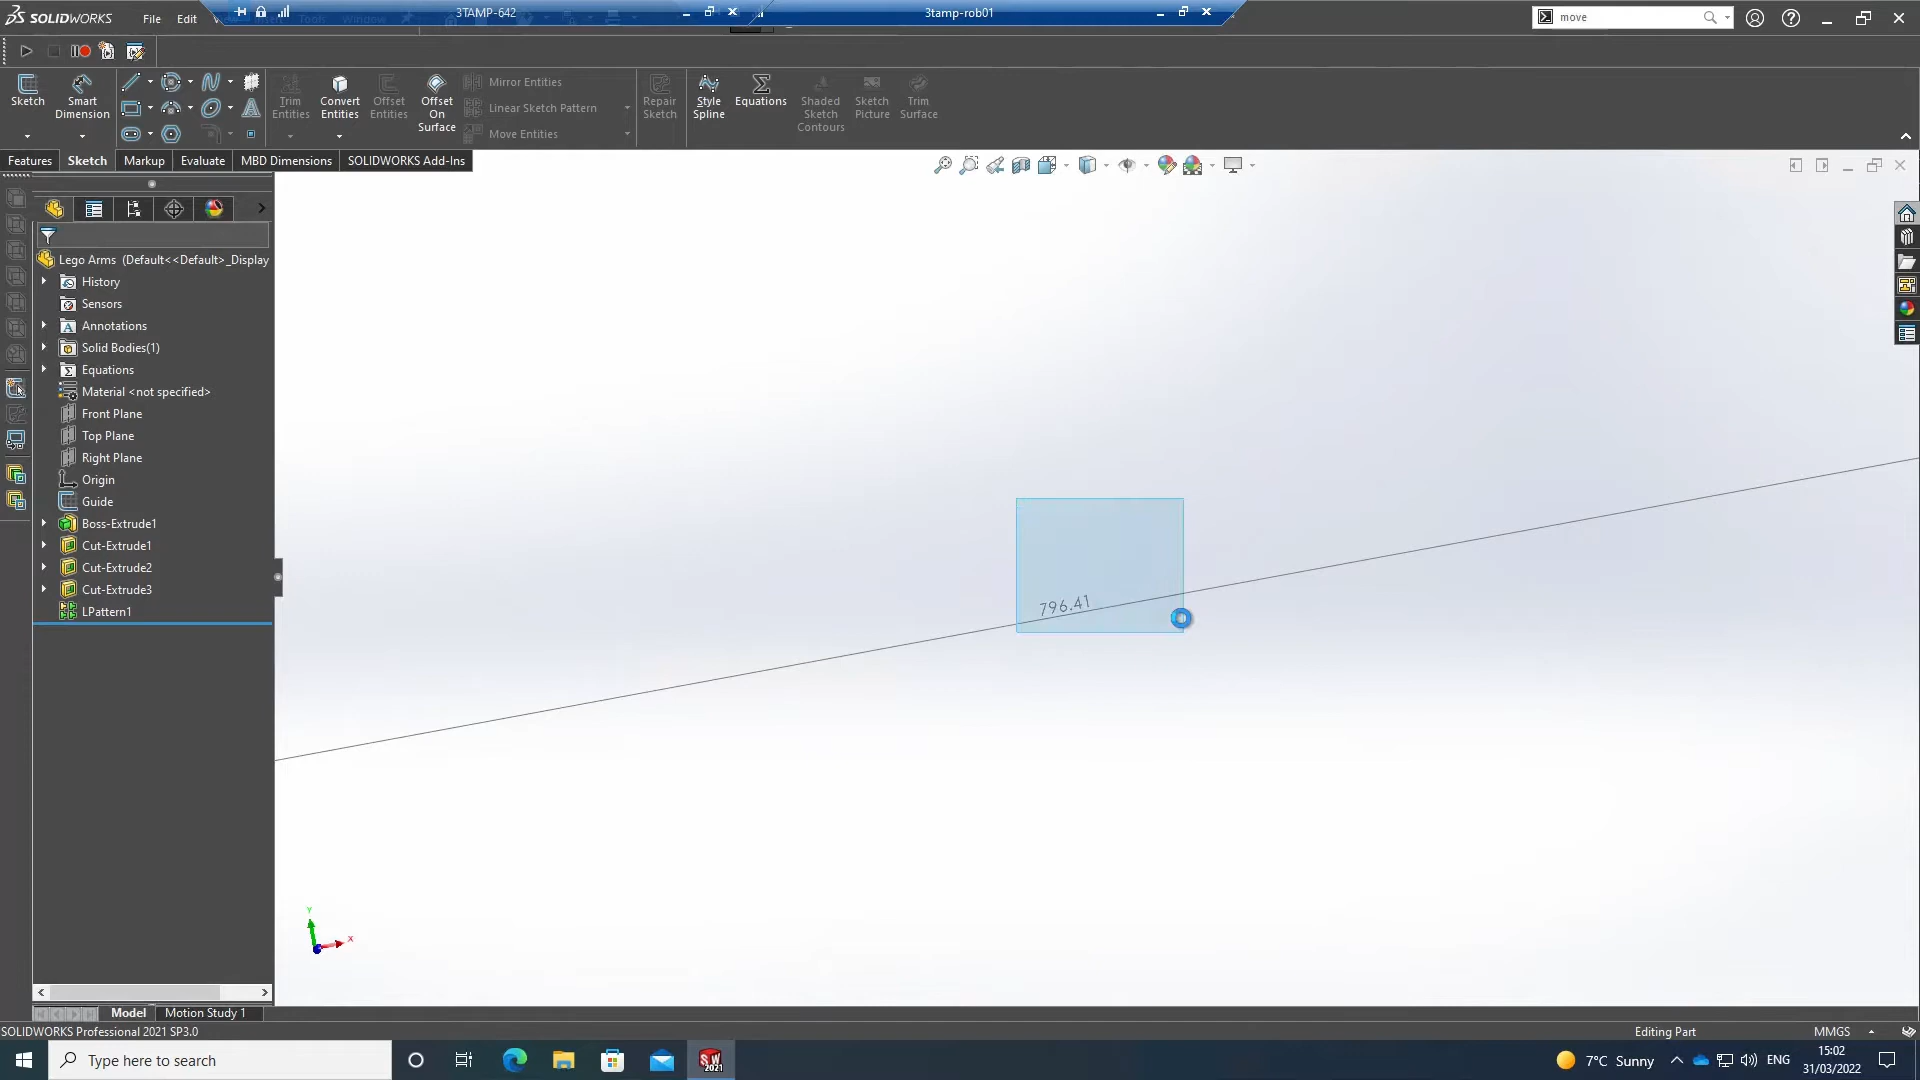 SOLIDWORKS
File
Edit
3TAMP-642
3tamp-rob01
move
Sketch
Smart
Dimension
Trim
Entities
Convert
Entities
Offset
Entities
Offset
On
Surface
Mirror Entities
Linear Sketch Pattern
Move Entities
Repair
Sketch
Style
Spline
Equations
Shaded
Sketch
Contours
Sketch
Picture
Trim
Surface
Features
Sketch
Markup
Evaluate
MBD Dimensions
SOLIDWORKS Add-Ins
Lego Arms (Default<<Default>_Display
History
Sensors
Annotations
Solid Bodies(1)
Equations
Material <not specified>
Front Plane
Top Plane
Right Plane
Origin
Guide
Boss-Extrude1
Cut-Extrude1
Cut-Extrude2
Cut-Extrude3
LPattern1
796.41
Y
X
Model
Motion Study 1
SOLIDWORKS Professional 2021 SP3.0
Editing Part
MMGS
Type here to search
SW
2021
7°C Sunny
ENG
15:02
31/03/2022